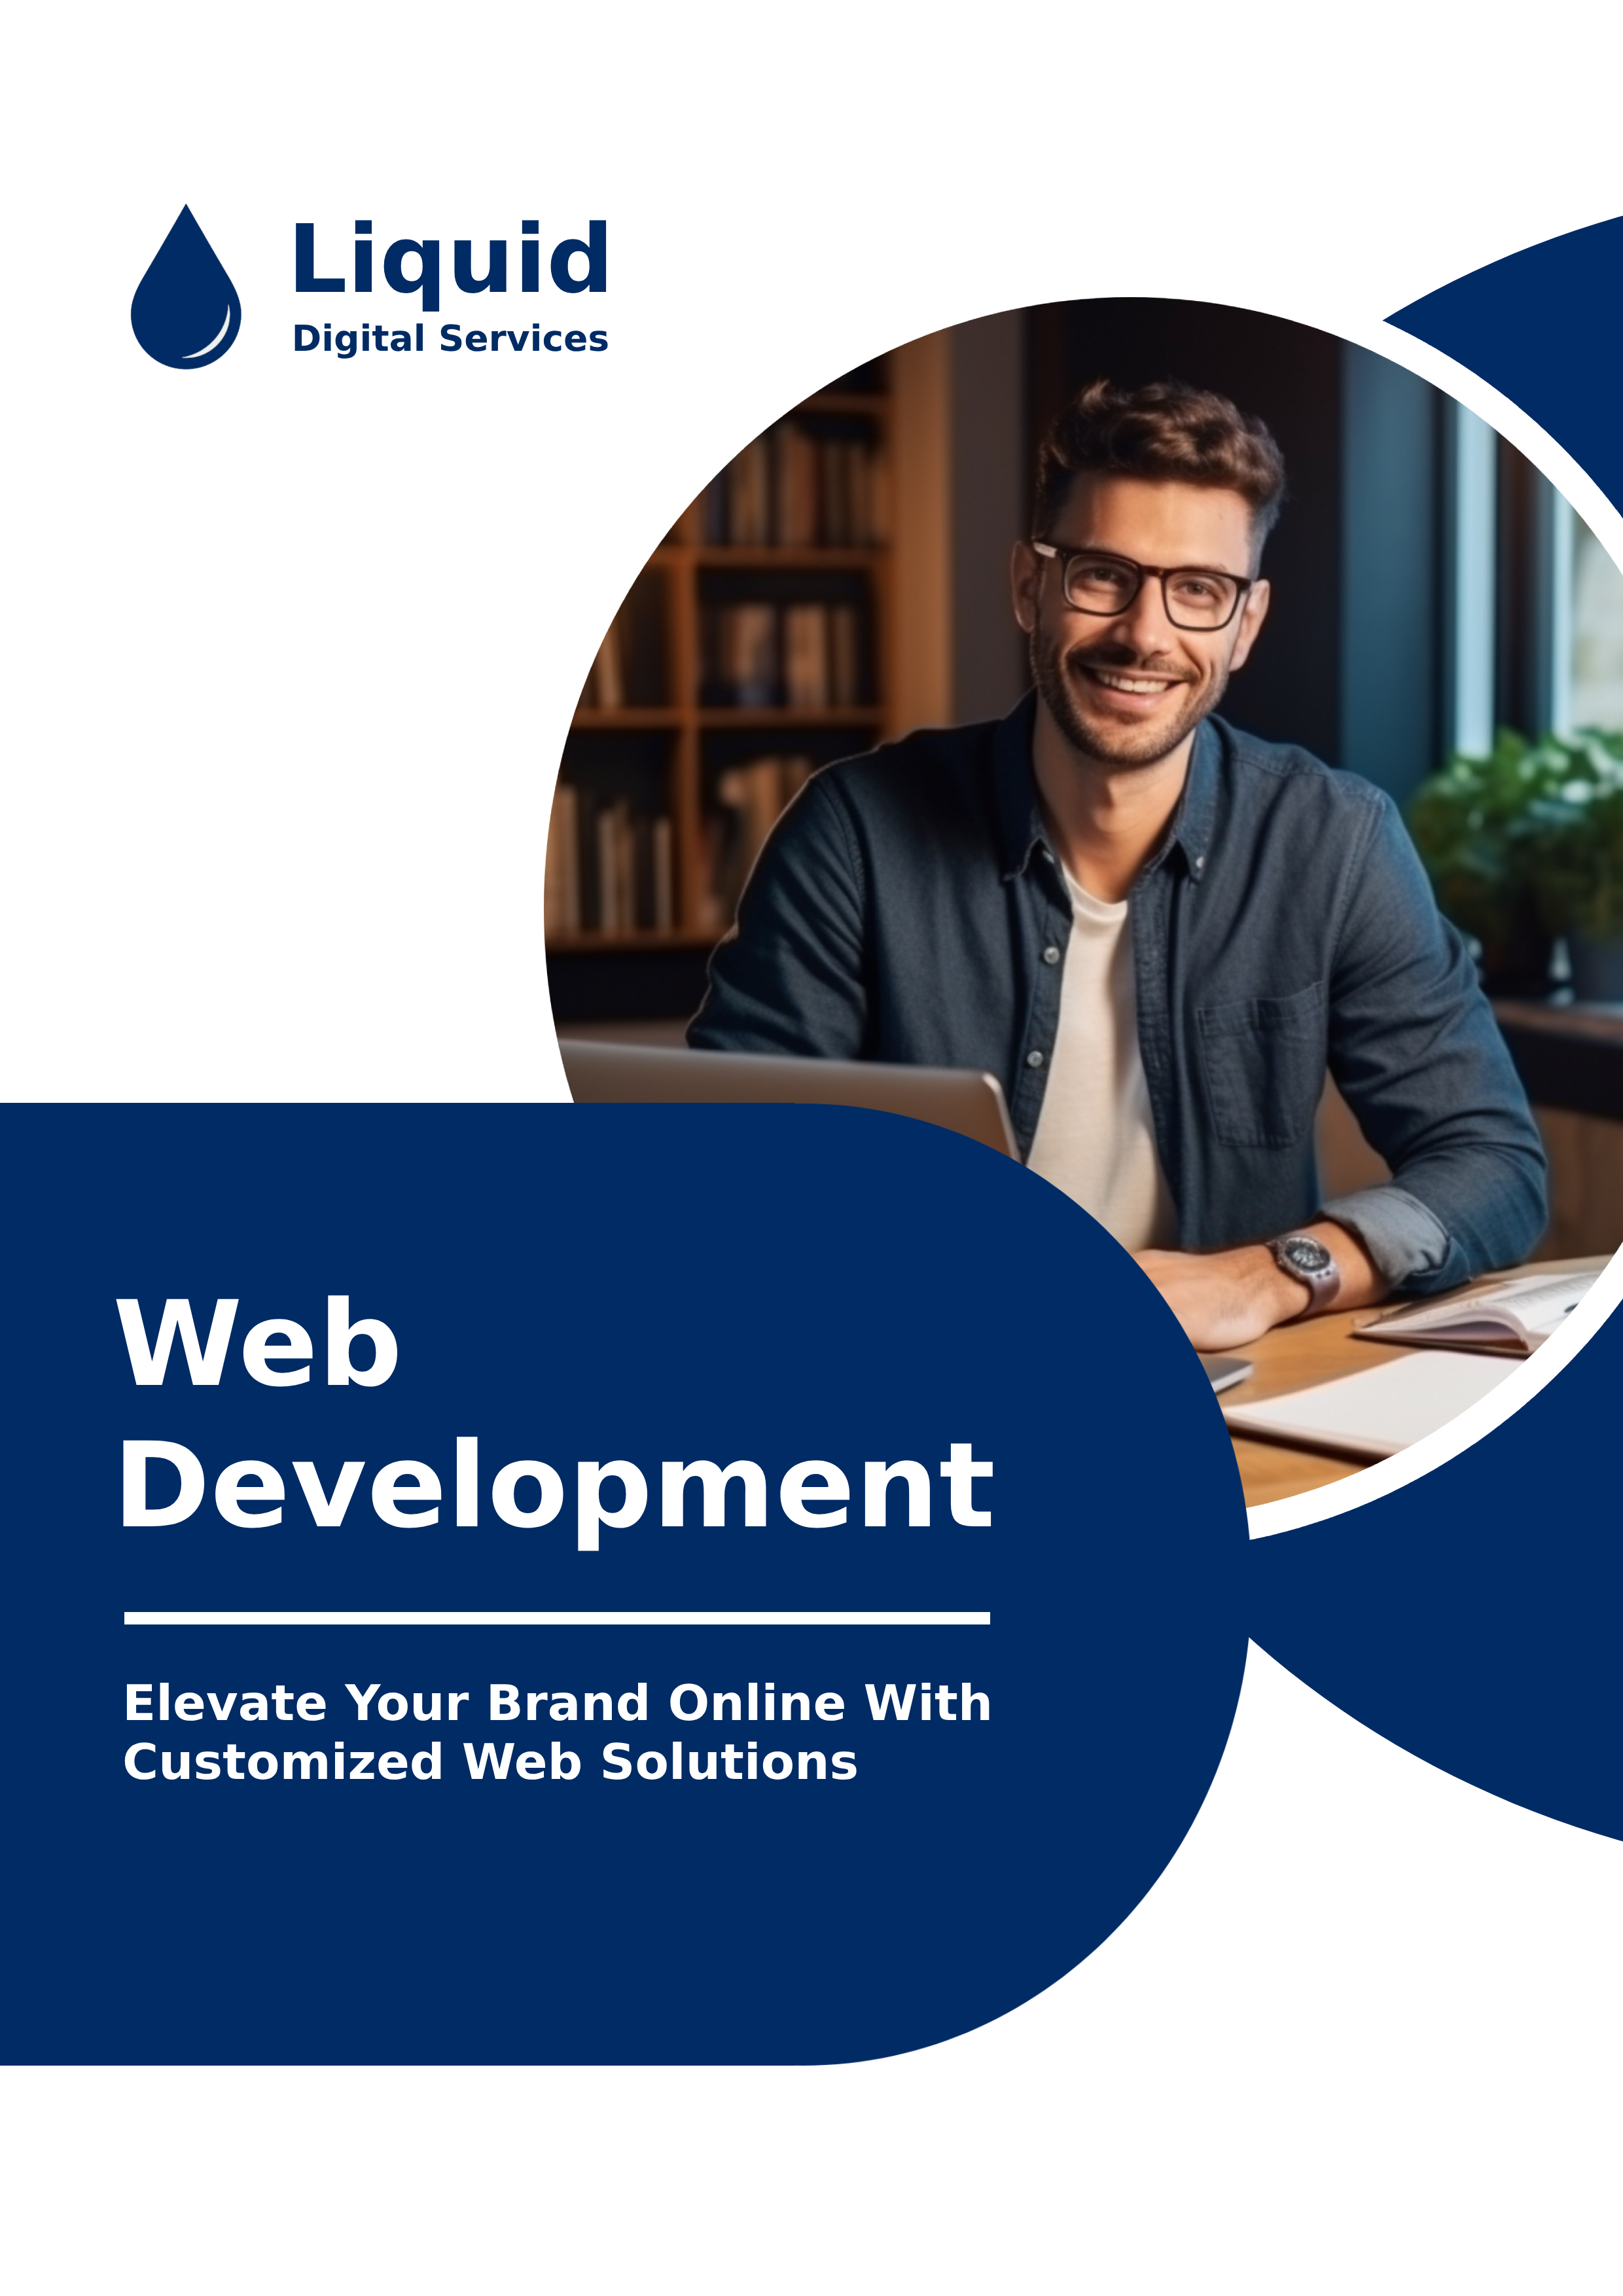 Liquid
Digital Services
Web
Development
Elevate Your Brand Online With
Customized Web Solutions